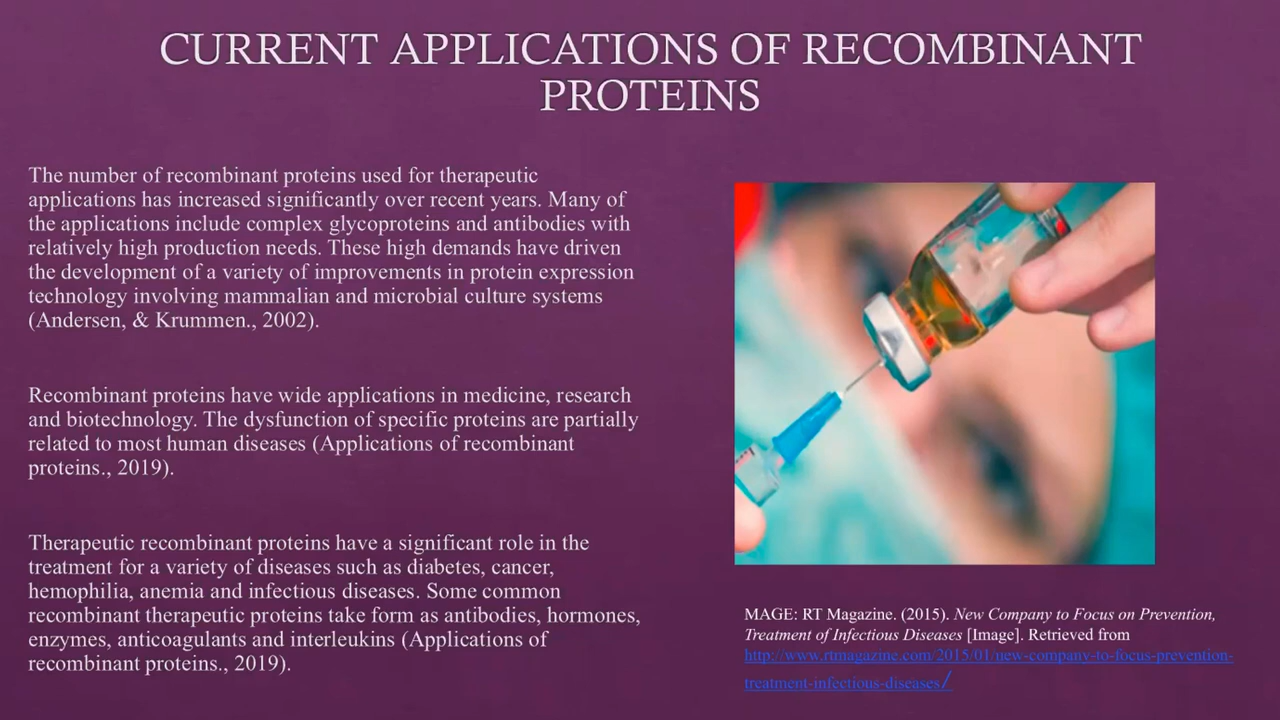 CURRENT APPLICATIONS OF RECOMBINANT
PROTEINS
The number of recombinant proteins used for therapeutic
applications has increased significantly over recent years. Many of
the applications include complex glycoproteins and antibodies with
relatively high production needs. These high demands have driven
the development of a variety of improvements in protein expression
technology involving mammalian and microbial culture systems
(Andersen, & Krummen., 2002).
Recombinant proteins have wide applications in medicine, research
and biotechnology. The dysfunction of specific proteins are partially
related to most human diseases (Applications of recombinant
proteins., 2019).
Therapeutic recombinant proteins have a significant role in the
treatment for a variety of diseases such as diabetes, cancer,
hemophilia, anemia and infectious diseases. Some common
recombinant therapeutic proteins take form as antibodies, hormones,
enzymes, anticoagulants and interleukins (Applications of
recombinant proteins., 2019).
MAGE: RT Magazine. (2015). New Company to Focus on Prevention,
Treatment of Infectious Diseases [Image]. Retrieved from
http://www.rtmagazine.com/2015/01/new-company-to-focus-prevention-
treatment-infectious-diseases/